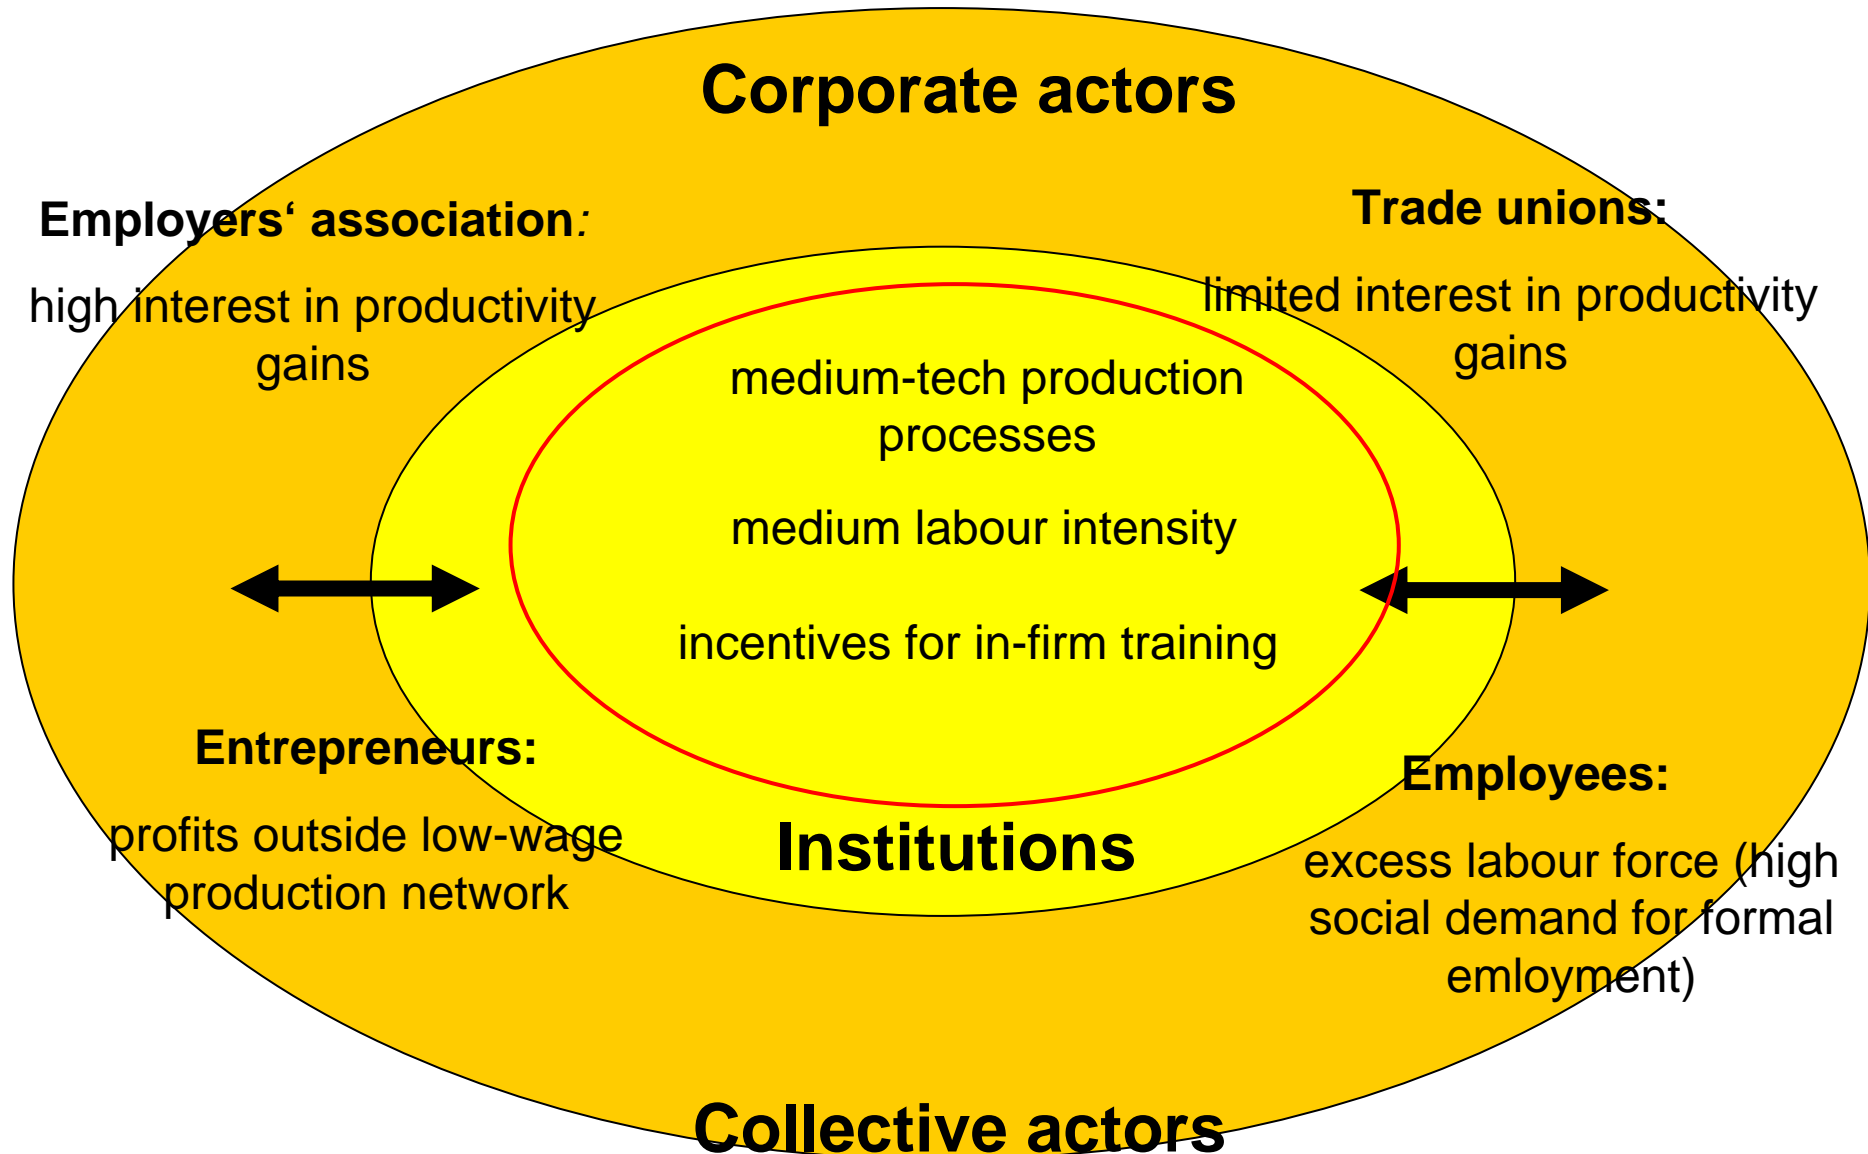 Corporate actors
Employers‘ association:
high interest in productivity
gains
Trade unions:
limited interest in productivity
gains
medium-tech production
processes
medium labour intensity
incentives for in-firm training
Entrepreneurs:
profits outside low-wage
production network
Institutions
Employees:
excess labour force (high
social demand for formal
emloyment)
Collective actors